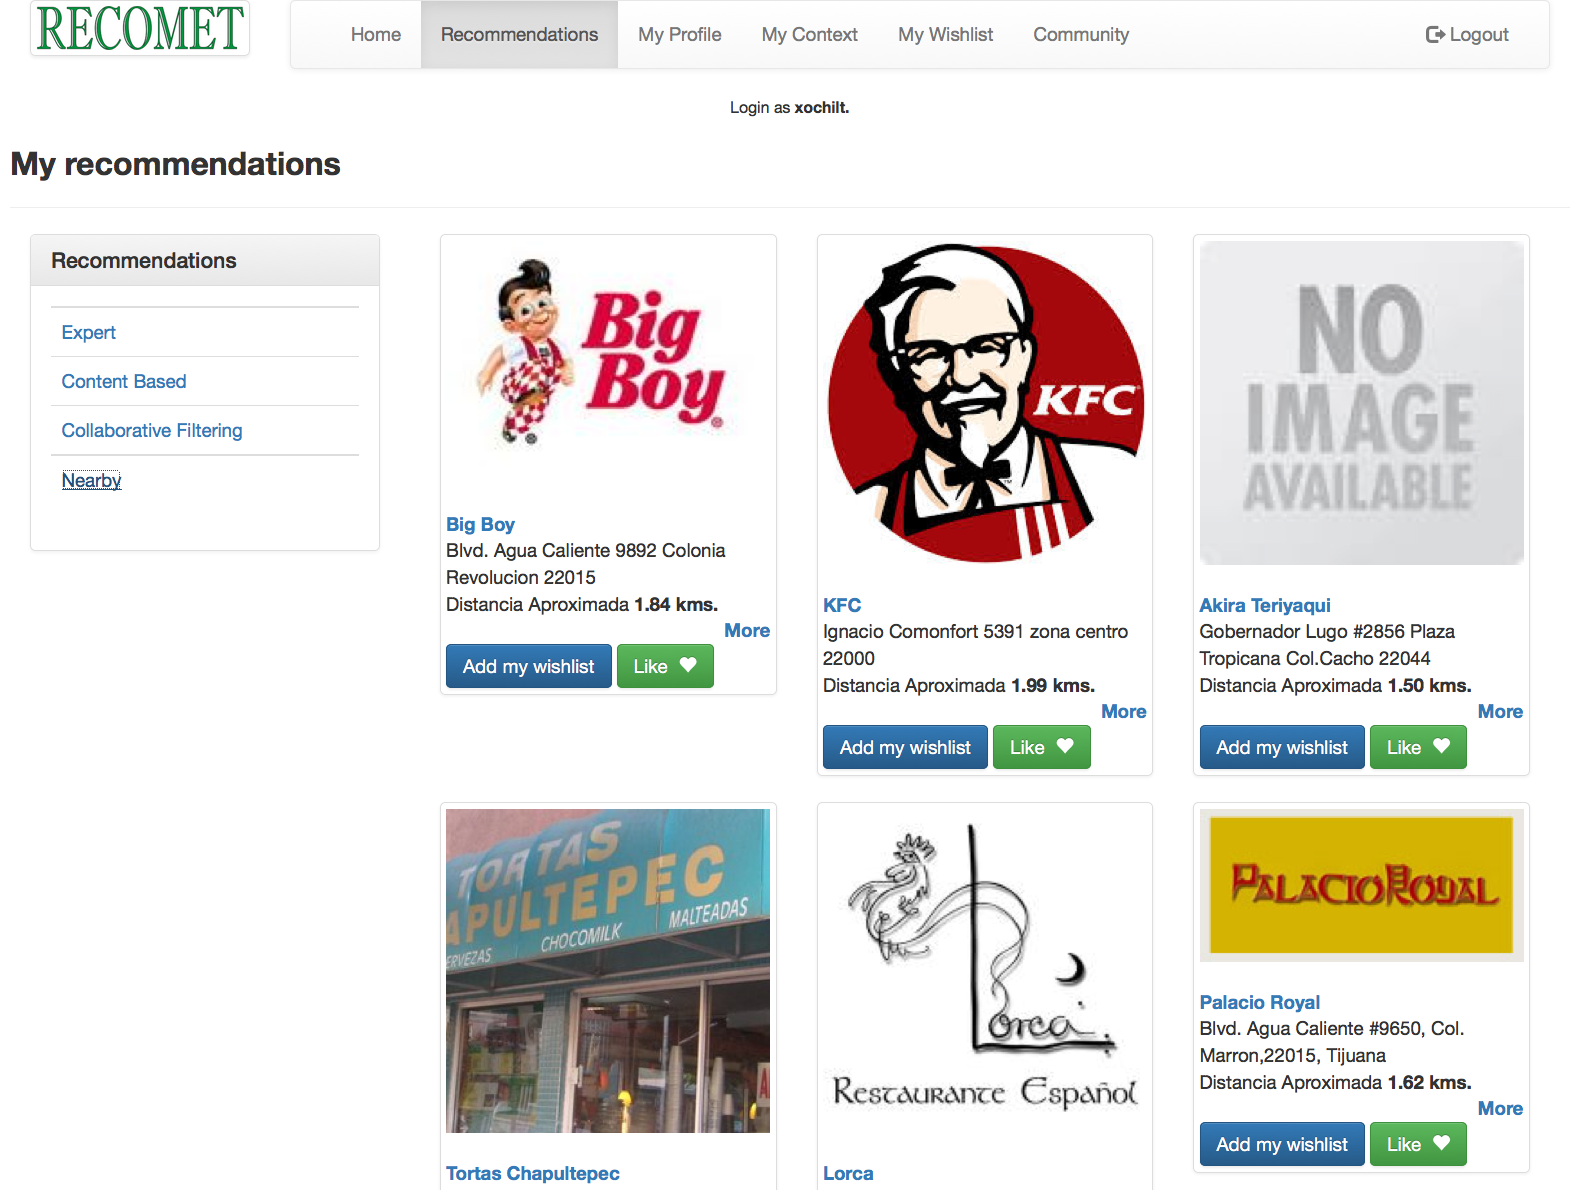 RECOMET
Home
Recommendations
My Profile
My Context
My Wishlist
Community
Logout
Login as xochilt.
My recommendations
Recommendations
Expert
Content Based
Collaborative Filtering
Nearby
Big
Boy
Big Boy
Blvd. Agua Caliente 9892 Colonia
Revolucion 22015
Distancia Aproximada 1.84 kms.
More
Add my wishlist
Like
KFC
KFC
Ignacio Comonfort 5391 zona centro
22000
Distancia Aproximada 1.99 kms.
More
Add my wishlist
Like
NO
IMAGE
AVAILABLE
Akira Teriyaqui
Gobernador Lugo #2856 Plaza
Tropicana Col.Cacho 22044
Distancia Aproximada 1.50 kms.
More
Add my wishlist
Like
TORTAS
APULTEPEC
ERVEZAS
CHOCOMILK
MALTEADAS
A
Tortas Chapultepec
Lorca
Restaurante Español
Lorca
PALACIO ROYAL
Palacio Royal
Blvd. Agua Caliente #9650, Col.
Marron,22015, Tijuana
Distancia Aproximada 1.62 kms.
More
Add my wishlist
Like